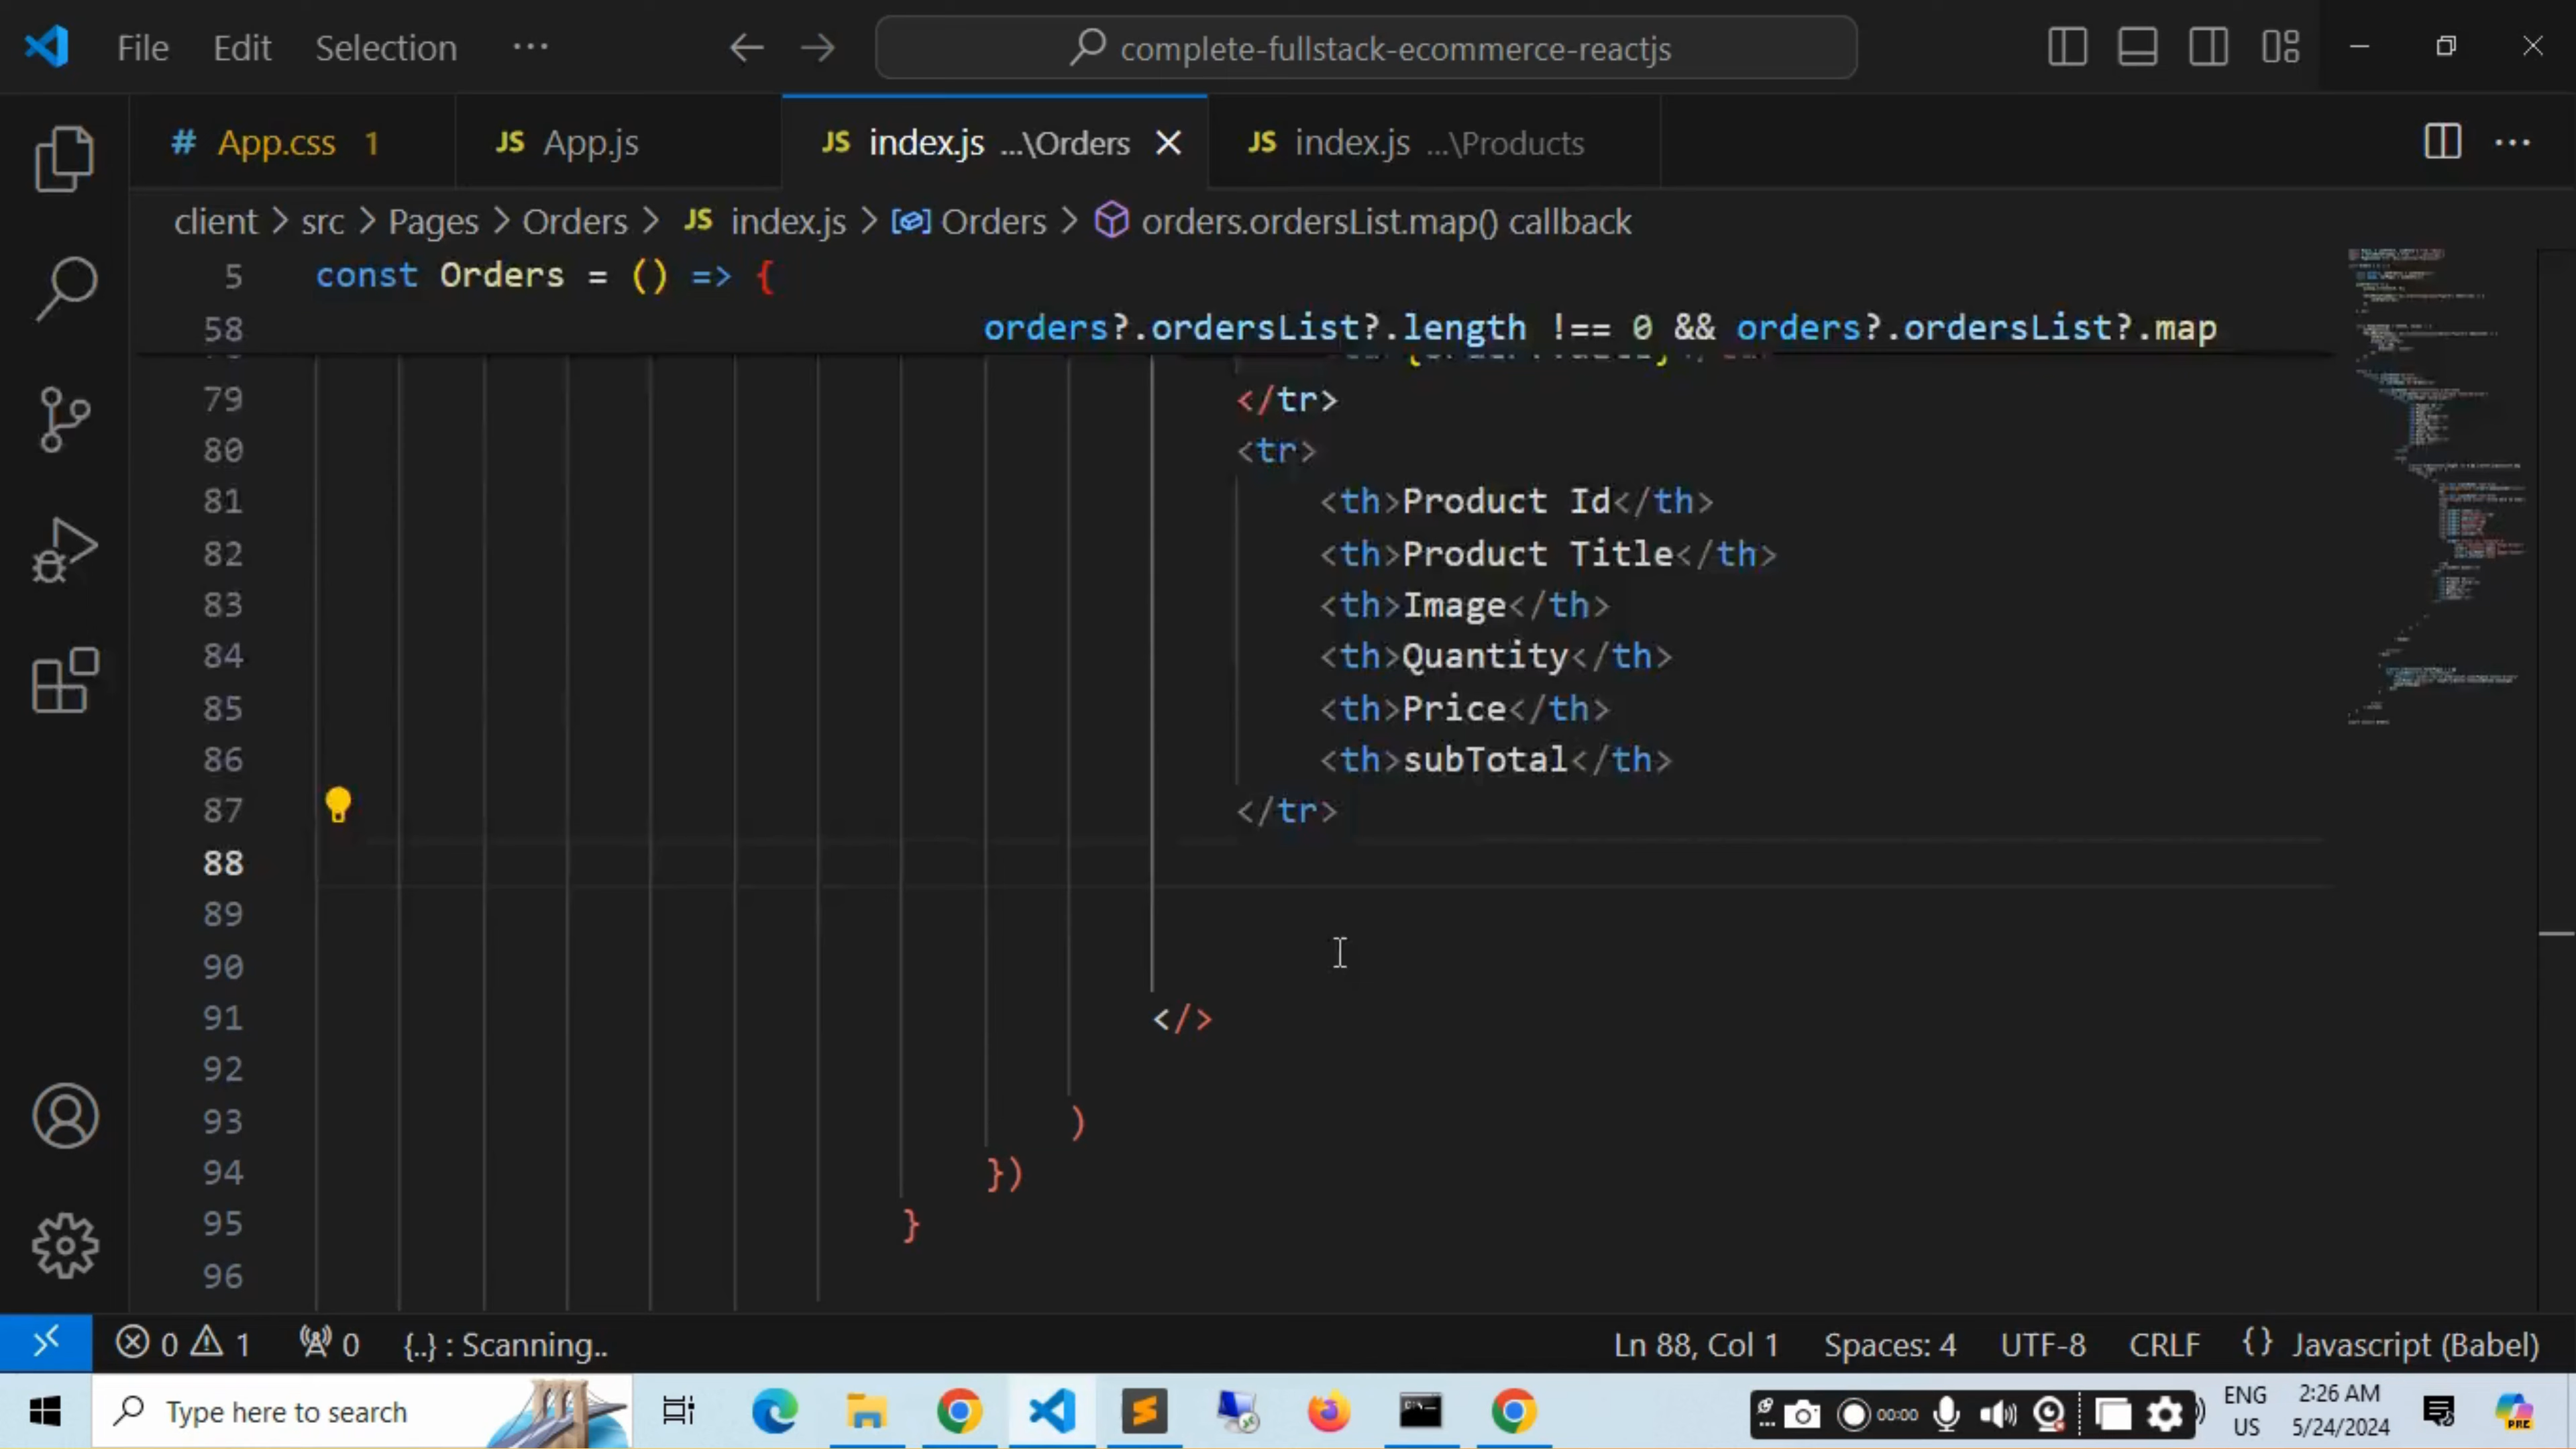 File Edit Selection ··· complete-fullstack-ecommerce-reactjs
# App.css 1 JS App.js JS index.js ...\Orders JS index.js ...\Products
client > src > Pages > Orders > JS index.js > Orders > orders.ordersList.map() callback
5 const Orders = () => {
58 orders?.ordersList?.length !== 0 && orders?.ordersList?.map
79 </tr>
80 <tr>
81 <th>Product Id</th>
82 <th>Product Title</th>
83 <th>Image</th>
84 <th>Quantity</th>
85 <th>Price</th>
86 <th>subTotal</th>
87 </tr>
88
89
90
91 </>
92
93 )
94 })
95 }
96
0 1 0 {..} : Scanning.. Ln 88, Col 1 Spaces: 4 UTF-8 CRLF {} Javascript (Babel)
Type here to search 00:00 ENG 2:26 AM
US 5/24/2024 PRE